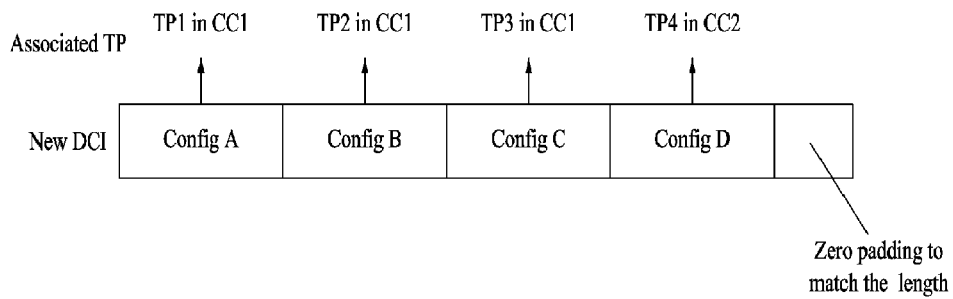 TP1 in CC1 TP2 in CC1 TP3 in CC1 TP4 in CC2
Associated TP
New DCI Config A Config B Config C Config D
Zero padding to
match the length